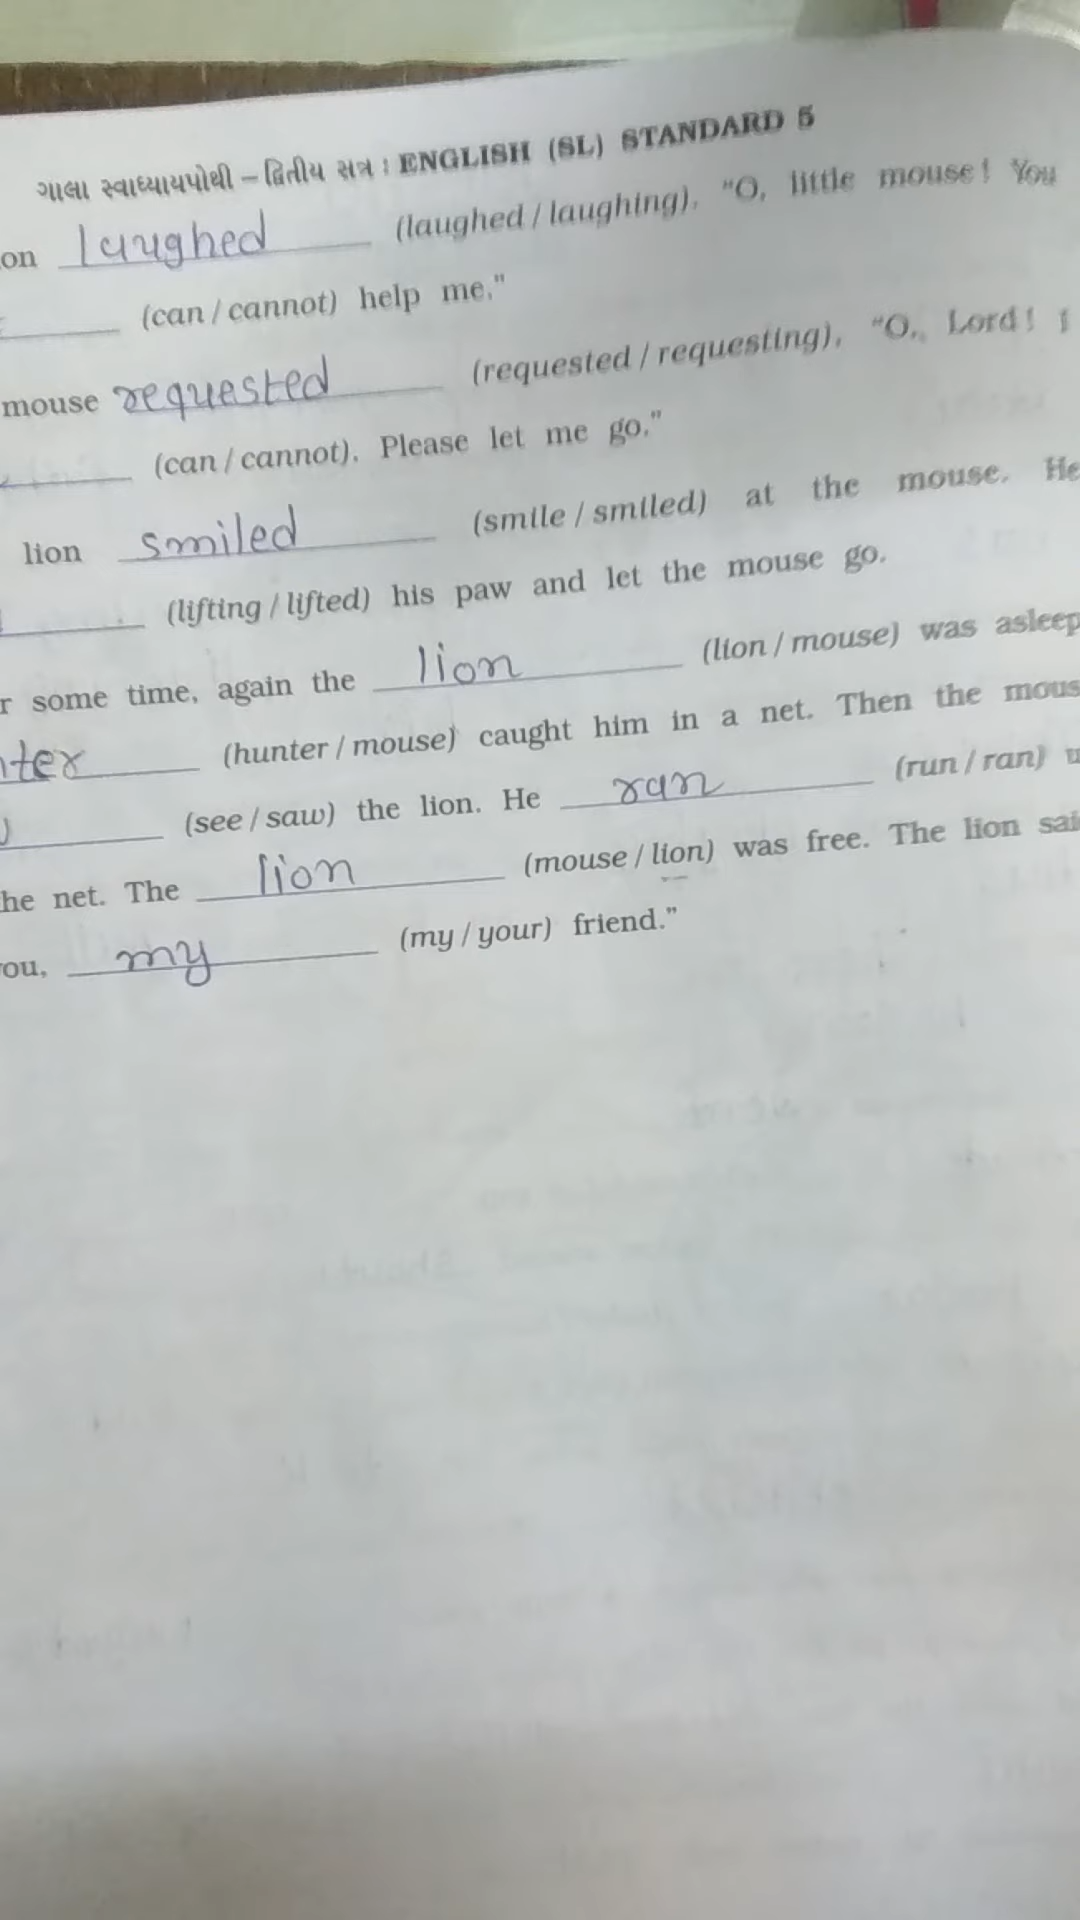 ગાલા સ્વાધ્યાયપોથી – દ્વિતીય સત્ર : ENGLISH (SL) STANDARD 5
on laughed (laughed / laughing), "O, little mouse! You
(can / cannot) help me."
mouse requested (requested / requesting), "O, Lord! I
(can / cannot). Please let me go."
lion smiled (smile / smiled) at the mouse. He
(lifting / lifted) his paw and let the mouse go.
r some time, again the lion (lion / mouse) was asleep
nter (hunter / mouse) caught him in a net. Then the mous
(see / saw) the lion. He ran (run / ran)
he net. The lion (mouse / lion) was free. The lion sai
ou, my (my / your) friend."